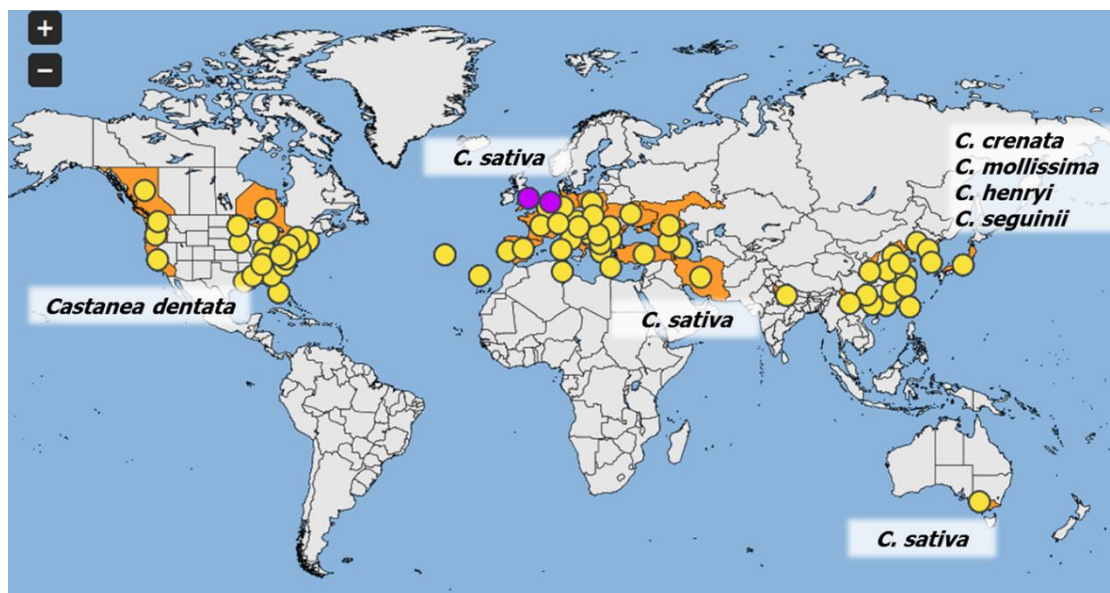 +
−
C. sativa
C. crenata
C. mollissima
C. henryi
C. seguinii
Castanea dentata
C. sativa
C. sativa